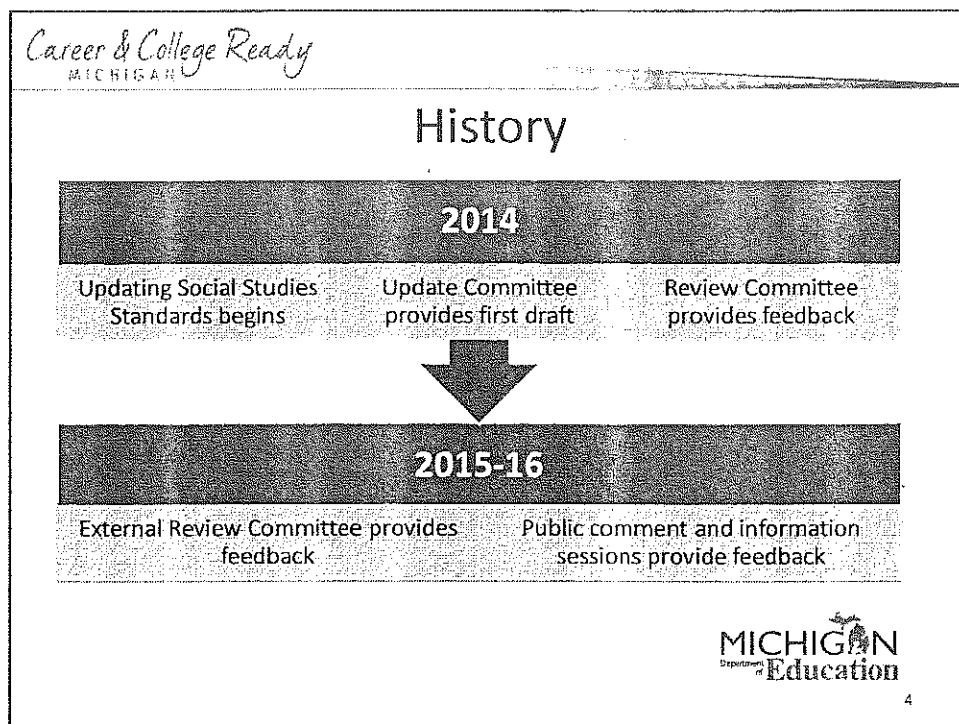 Career & College Ready
MICHIGAN
History
2014
Updating Social Studies
Standards begins
Update Committee
provides first draft
Review Committee
provides feedback
2015-16
External Review Committee provides
feedback
Public comment and information
sessions provide feedback
MICHIGAN
Department of Education
4